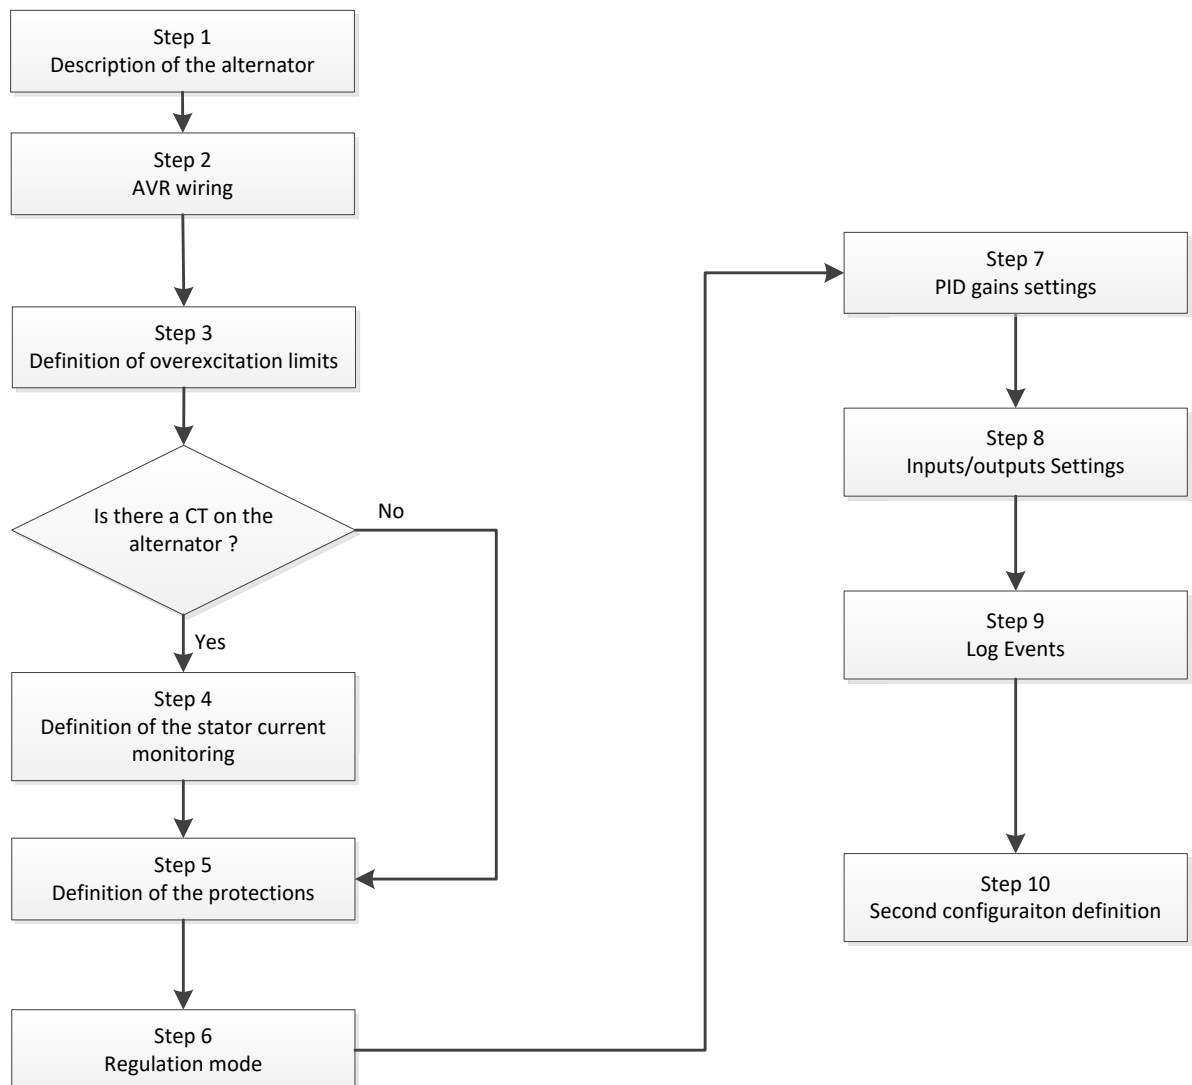 Step 1
Description of the alternator
Step 2
AVR wiring
Step 3
Definition of overexcitation limits
Is there a CT on the
alternator ?
No
Yes
Step 4
Definition of the stator current
monitoring
Step 5
Definition of the protections
Step 6
Regulation mode
Step 7
PID gains settings
Step 8
Inputs/outputs Settings
Step 9
Log Events
Step 10
Second configuraiton definition